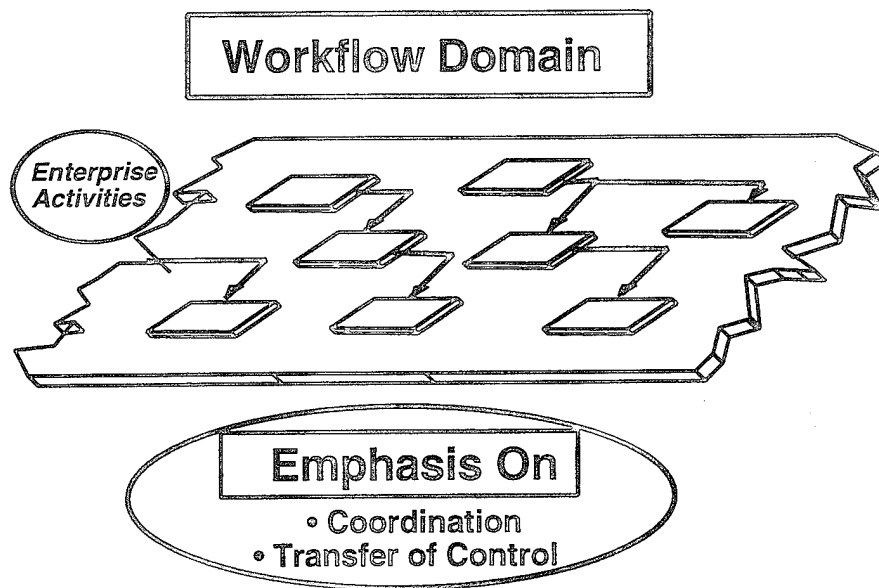 Workflow Domain
Enterprise
Activities
Emphasis On
• Coordination
• Transfer of Control